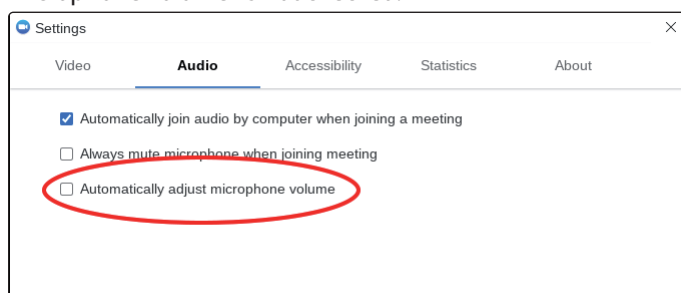 Settings
Video Audio Accessibility Statistics About
Automatically join audio by computer when joining a meeting
Always mute microphone when joining meeting
Automatically adjust microphone volume